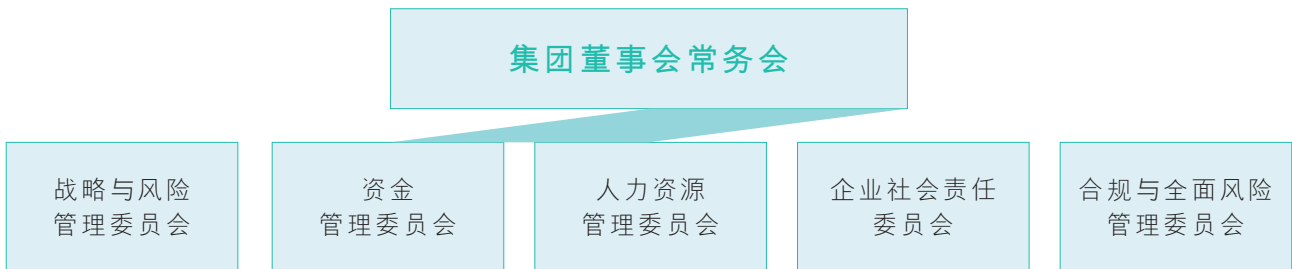 集团董事会常务会
战略与风险
管理委员会
资金
管理委员会
人力资源
管理委员会
企业社会责任
委员会
合规与全面风险
管理委员会